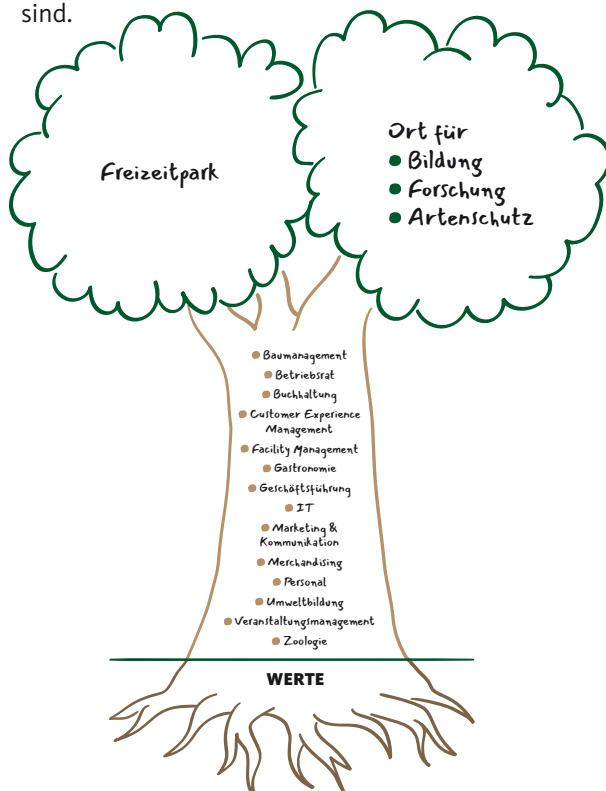 sind.
Freizeitpark
Ort für
● Bildung
● Forschung
● Artenschutz
● Baumanagement
● Betriebsrat
● Buchhaltung
● Customer Experience
Management
● Facility Management
● Gastronomie
● Geschäftsführung
● IT
● Marketing &
Kommunikation
● Merchandising
● Personal
● Umweltbildung
● Veranstaltungsmanagement
● Zoologie
WERTE